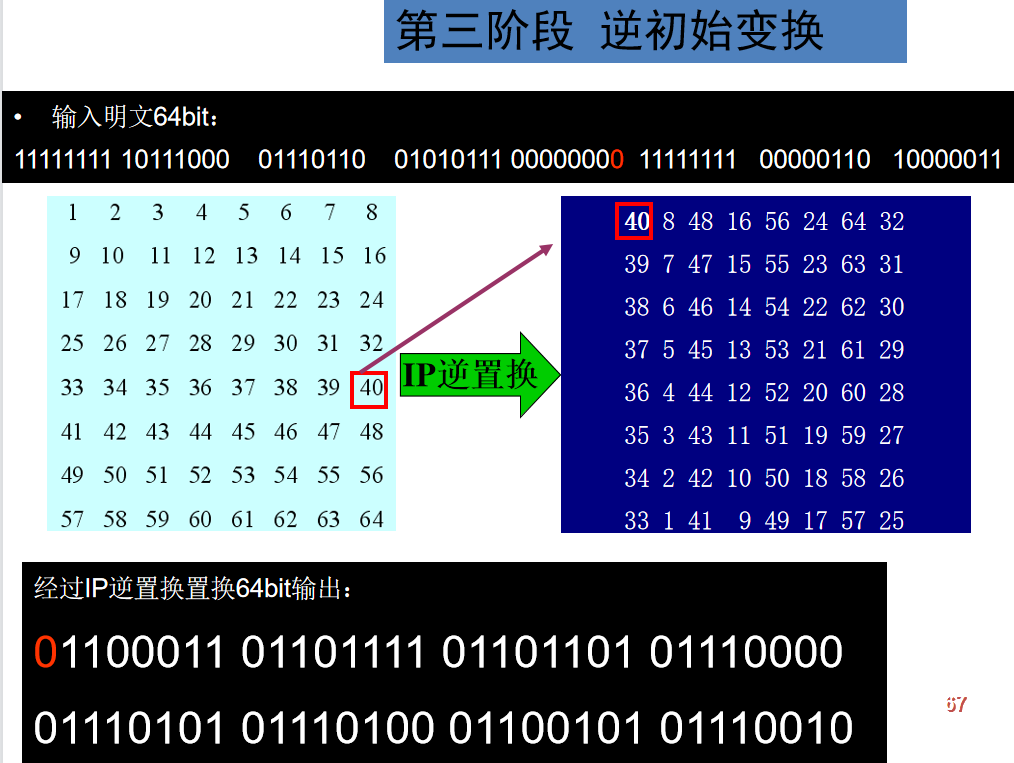 第三阶段 逆初始变换
• 输入明文64bit：
11111111 10111000 01110110 01010111 00000000 11111111 00000110 10000011
1 2 3 4 5 6 7 8
9 10 11 12 13 14 15 16
17 18 19 20 21 22 23 24
25 26 27 28 29 30 31 32
33 34 35 36 37 38 39 40
41 42 43 44 45 46 47 48
49 50 51 52 53 54 55 56
57 58 59 60 61 62 63 64
IP逆置换
40 8 48 16 56 24 64 32
39 7 47 15 55 23 63 31
38 6 46 14 54 22 62 30
37 5 45 13 53 21 61 29
36 4 44 12 52 20 60 28
35 3 43 11 51 19 59 27
34 2 42 10 50 18 58 26
33 1 41 9 49 17 57 25
经过IP逆置换置换64bit输出：
01100011 01101111 01101101 01110000
01110101 01110100 01100101 01110010
67